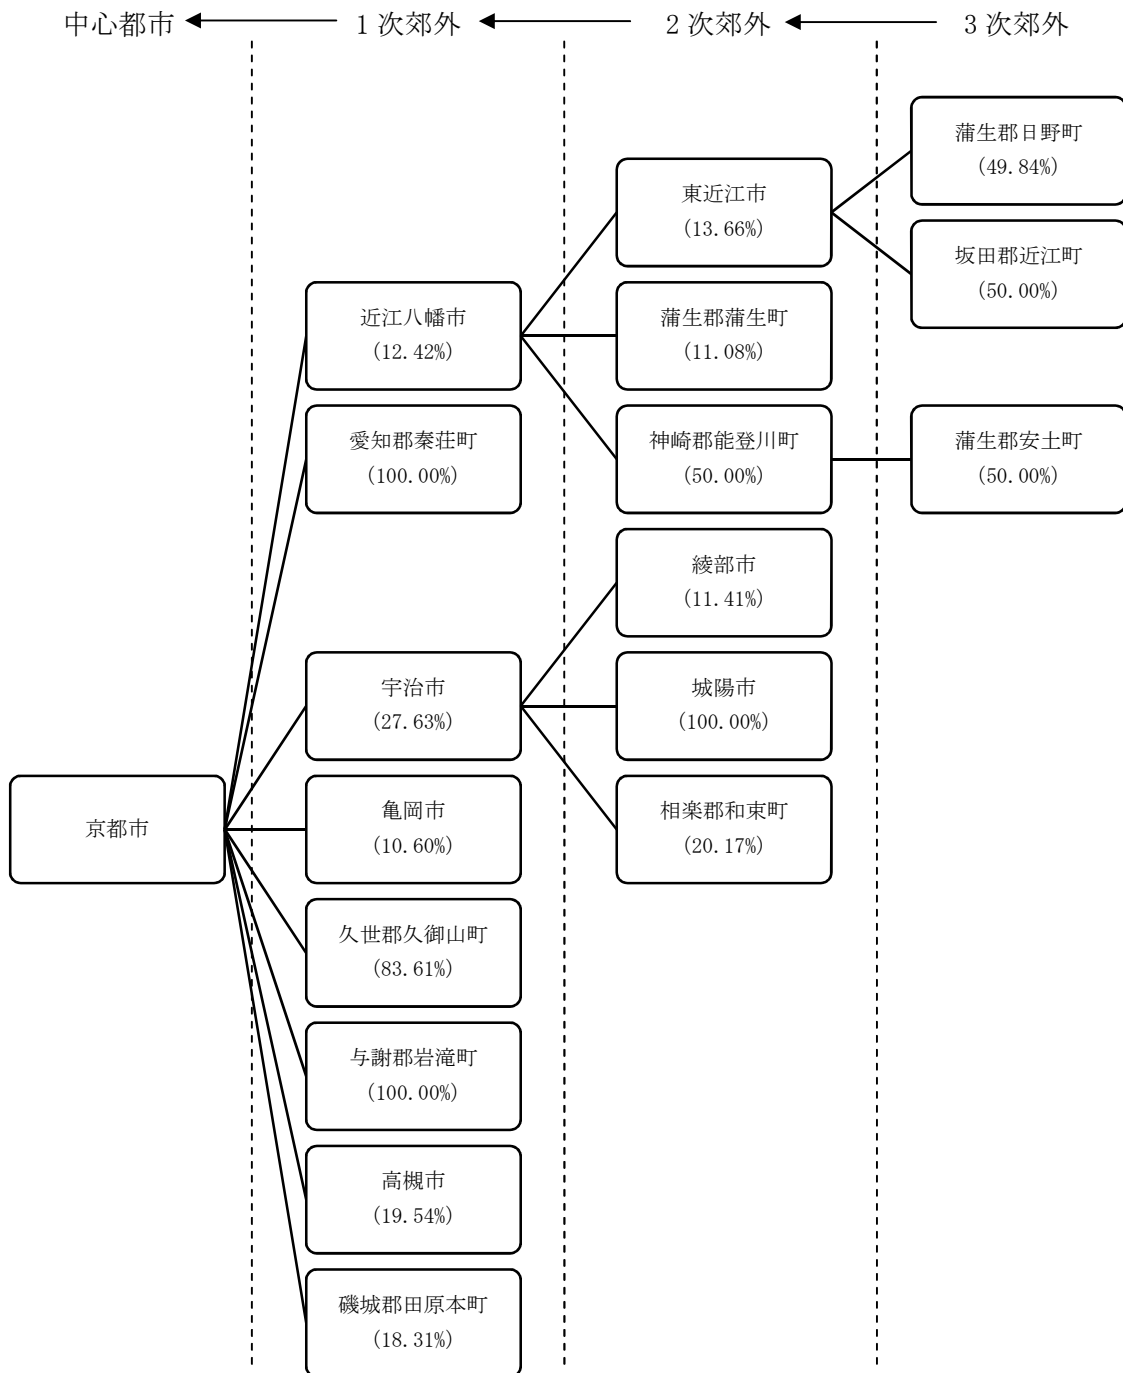 中心都市
1次郊外
2次郊外
3次郊外
蒲生郡日野町
(49.84%)
東近江市
(13.66%)
坂田郡近江町
(50.00%)
近江八幡市
(12.42%)
蒲生郡蒲生町
(11.08%)
愛知郡秦荘町
(100.00%)
神崎郡能登川町
(50.00%)
蒲生郡安土町
(50.00%)
綾部市
(11.41%)
宇治市
(27.63%)
城陽市
(100.00%)
京都市
亀岡市
(10.60%)
相楽郡和束町
(20.17%)
久世郡久御山町
(83.61%)
与謝郡岩滝町
(100.00%)
高槻市
(19.54%)
磯城郡田原本町
(18.31%)